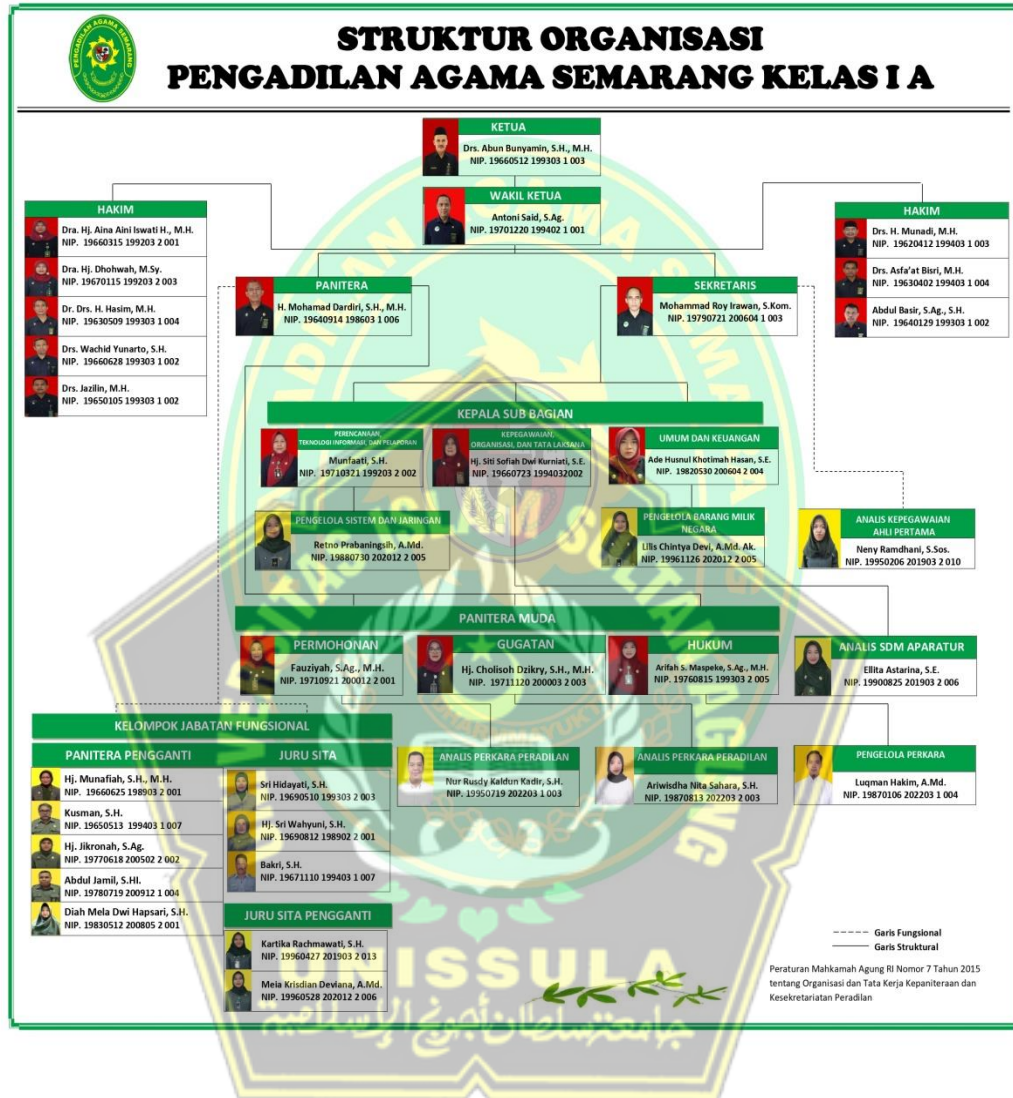 STRUKTUR ORGANISASI
PENGADILAN AGAMA SEMARANG KELAS I A
PENGADILAN AGAMA SEMARANG
KETUA
Drs. Abun Bunyamin, S.H., M.H.
NIP. 19660512 199303 1 003
WAKIL KETUA
Antoni Said, S.Ag.
NIP. 19701220 199402 1 001
HAKIM
Dra. Hj. Aina Aini Iswati H., M.H.
NIP. 19660315 199203 2 001
Dra. Hj. Dhohwah, M.Sy.
NIP. 19670115 199203 2 003
Dr. Drs. H. Hasim, M.H.
NIP. 19630509 199303 1 004
Drs. Wachid Yunarto, S.H.
NIP. 19660628 199303 1 002
Drs. Jazilin, M.H.
NIP. 19650105 199303 1 002
HAKIM
Drs. H. Munadi, M.H.
NIP. 19620412 199403 1 003
Drs. Asfa'at Bisri, M.H.
NIP. 19630402 199403 1 004
Abdul Basir, S.Ag., S.H.
NIP. 19640129 199303 1 002
PANITERA
H. Mohamad Dardiri, S.H., M.H.
NIP. 19640914 198603 1 006
SEKRETARIS
Mohammad Roy Irawan, S.Kom.
NIP. 19790721 200604 1 003
KEPALA SUB BAGIAN
PERENCANAAN,
TEKNOLOGI INFORMASI, DAN PELAPORAN
Munfaati, S.H.
NIP. 19710321 199203 2 002
KEPEGAWAIAN,
ORGANISASI, DAN TATA LAKSANA
Hj. Siti Sofiah Dwi Kurniati, S.E.
NIP. 19660723 1994032002
UMUM DAN KEUANGAN
Ade Husnul Khotimah Hasan, S.E.
NIP. 19820530 200604 2 004
PENGELOLA SISTEM DAN JARINGAN
Retno Prabaningsih, A.Md.
NIP. 19880730 202012 2 005
PENGELOLA BARANG MILIK
NEGARA
Lilis Chintya Devi, A.Md. Ak.
NIP. 19961126 202012 2 005
ANALIS KEPEGAWAIAN
AHLI PERTAMA
Neny Ramdhani, S.Sos.
NIP. 19950206 201903 2 010
PANITERA MUDA
PERMOHONAN
Fauziyah, S.Ag., M.H.
NIP. 19710921 200012 2 001
GUGATAN
Hj. Cholisoh Dzikry, S.H., M.H.
NIP. 19711120 200003 2 003
HUKUM
Arifah S. Maspeke, S.Ag., M.H.
NIP. 19760815 199303 2 005
ANALIS SDM APARATUR
Ellita Astarina, S.E.
NIP. 19900825 201903 2 006
KELOMPOK JABATAN FUNGSIONAL
PANITERA PENGGANTI
Hj. Munafiah, S.H., M.H.
NIP. 19660625 198903 2 001
Kusman, S.H.
NIP. 19650513 199403 1 007
Hj. Jikronah, S.Ag.
NIP. 19770618 200502 2 002
Abdul Jamil, S.HI.
NIP. 19780719 200912 1 004
Diah Mela Dwi Hapsari, S.H.
NIP. 19830512 200805 2 001
JURU SITA
Sri Hidayati, S.H.
NIP. 19690510 199303 2 003
Hj. Sri Wahyuni, S.H.
NIP. 19690812 198902 2 001
Bakri, S.H.
NIP. 19671110 199403 1 007
JURU SITA PENGGANTI
Kartika Rachmawati, S.H.
NIP. 19960427 201903 2 013
Meia Krisdian Deviana, A.Md.
NIP. 19960528 202012 2 006
ANALIS PERKARA PERADILAN
Nur Rusdy Kaldun Kadir, S.H.
NIP. 19950719 202203 1 003
ANALIS PERKARA PERADILAN
Ariwisdha Nita Sahara, S.H.
NIP. 19870813 202203 2 003
PENGELOLA PERKARA
Luqman Hakim, A.Md.
NIP. 19870106 202203 1 004
Garis Fungsional
Garis Struktural
Peraturan Mahkamah Agung RI Nomor 7 Tahun 2015
tentang Organisasi dan Tata Kerja Kepaniteraan dan
Kesekretariatan Peradilan
UNIVERSITAS ISLAM SULTAN AGUNG
UNISSULA
جامعة سلطان أجونج الإسلامية